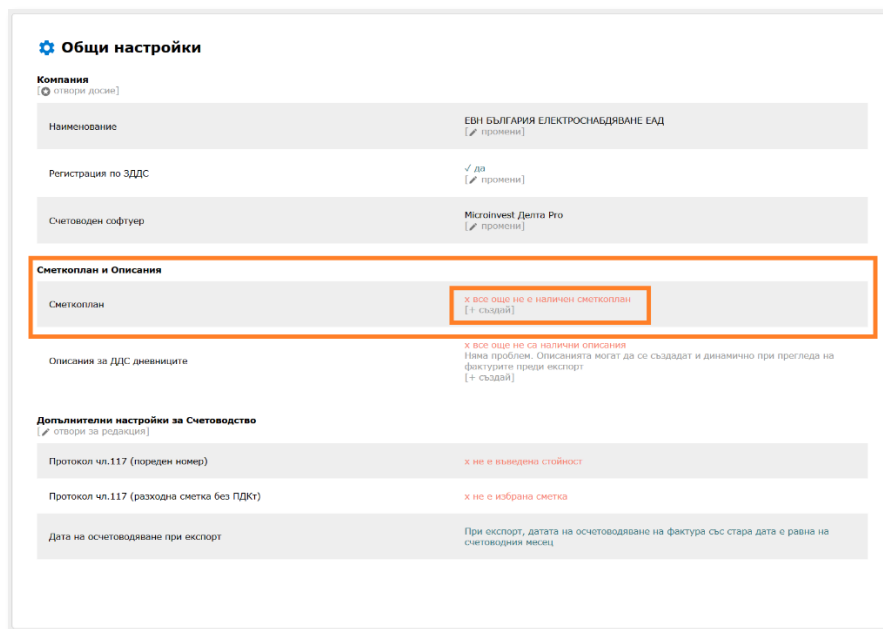 Общи настройки
Компания
[отвори досие]
Наименование
ЕВН БЪЛГАРИЯ ЕЛЕКТРОСНАБДЯВАНЕ ЕАД
[промени]
Регистрация по ЗДДС
√ да
[промени]
Счетоводен софтуер
Microinvest Делта Pro
[промени]
Сметкоплан и Описания
Сметкоплан
x все още не е наличен сметкоплан
[+ създай]
Описания за ДДС дневниците
x все още не са налични описания
Няма проблем. Описанията могат да се създадат и динамично при прегледа на
фактурите преди експорт
[+ създай]
Допълнителни настройки за Счетоводство
[отвори за редакция]
Протокол чл.117 (пореден номер)
x не е въведена стойност
Протокол чл.117 (разходна сметка без ПДКт)
x не е избрана сметка
Дата на осчетоводяване при експорт
При експорт, датата на осчетоводяване на фактура със стара дата е равна на
счетоводния месец